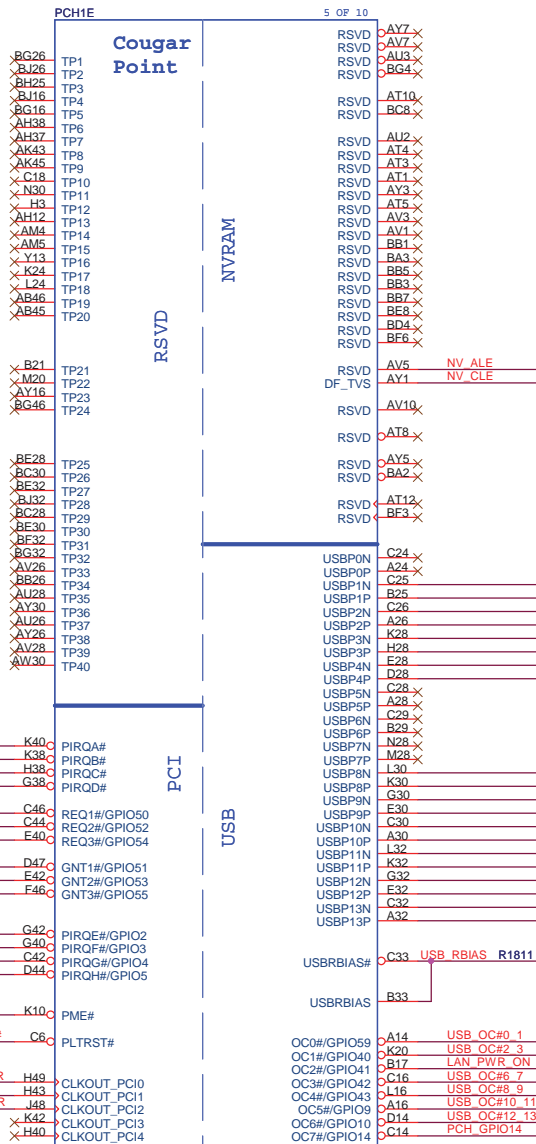 PCH1E
5 OF 10
Cougar
Point
RSVD
NVRAM
PCI
USB
BG26 TP1
BJ26 TP2
BH25 TP3
BJ16 TP4
BG16 TP5
AH38 TP6
AH37 TP7
AK43 TP8
AK45 TP9
C18 TP10
N30 TP11
H3 TP12
AH12 TP13
AM4 TP14
AM5 TP15
Y13 TP16
K24 TP17
L24 TP18
AB46 TP19
AB45 TP20
B21 TP21
M20 TP22
AY16 TP23
BG46 TP24
BE28 TP25
BC30 TP26
BE32 TP27
BJ32 TP28
BC28 TP29
BE30 TP30
BF32 TP31
BG32 TP32
AV26 TP33
BB26 TP34
AU28 TP35
AY30 TP36
AU26 TP37
AY26 TP38
AV28 TP39
AW30 TP40
K40 PIRQA#
K38 PIRQB#
H38 PIRQC#
G38 PIRQD#
C46 REQ1#/GPIO50
C44 REQ2#/GPIO52
E40 REQ3#/GPIO54
D47 GNT1#/GPIO51
E42 GNT2#/GPIO53
F46 GNT3#/GPIO55
G42 PIRQE#/GPIO2
G40 PIRQF#/GPIO3
C42 PIRQG#/GPIO4
D44 PIRQH#/GPIO5
K10 PME#
C6 PLTRST#
H49 CLKOUT_PCI0
H43 CLKOUT_PCI1
J48 CLKOUT_PCI2
K42 CLKOUT_PCI3
H40 CLKOUT_PCI4
RSVD AY7
RSVD AV7
RSVD AU3
RSVD BG4
RSVD AT10
RSVD BC8
RSVD AU2
RSVD AT4
RSVD AT3
RSVD AT1
RSVD AY3
RSVD AT5
RSVD AV3
RSVD AV1
RSVD BB1
RSVD BA3
RSVD BB5
RSVD BB3
RSVD BB7
RSVD BE8
RSVD BD4
RSVD BF6
RSVD AV5 NV_ALE
DF_TVS AY1 NV_CLE
RSVD AV10
RSVD AT8
RSVD AY5
RSVD BA2
RSVD AT12
RSVD BF3
USBP0N C24
USBP0P A24
USBP1N C25
USBP1P B25
USBP2N C26
USBP2P A26
USBP3N K28
USBP3P H28
USBP4N E28
USBP4P D28
USBP5N C28
USBP5P A28
USBP6N C29
USBP6P B29
USBP7N N28
USBP7P M28
USBP8N L30
USBP8P K30
USBP9N G30
USBP9P E30
USBP10N C30
USBP10P A30
USBP11N L32
USBP11P K32
USBP12N G32
USBP12P E32
USBP13N C32
USBP13P A32
USBRBIAS# C33 USB_RBIAS R1811
USBRBIAS B33
OC0#/GPIO59 A14 USB_OC#0_1
OC1#/GPIO40 K20 USB_OC#2_3
OC2#/GPIO41 B17 LAN_PWR_ON
OC3#/GPIO42 C16 USB_OC#6_7
OC4#/GPIO43 L16 USB_OC#8_9
OC5#/GPIO9 A16 USB_OC#10_11
OC6#/GPIO10 D14 USB_OC#12_13
OC7#/GPIO14 C14 PCH_GPIO14